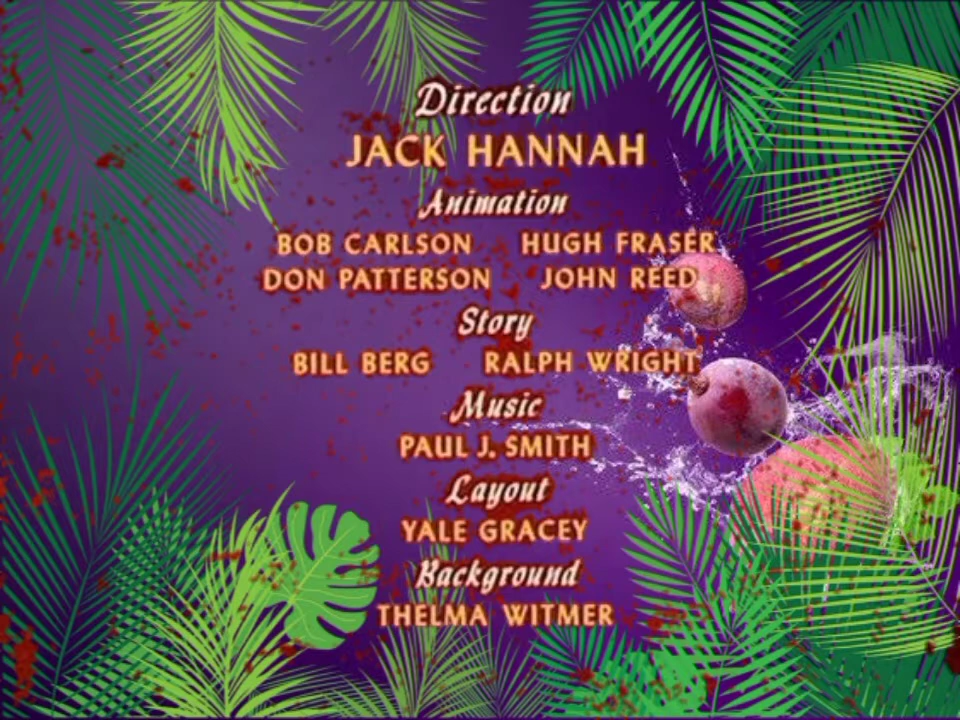 Direction
JACK HANNAH
Animation
BOB CARLSON HUGH FRASER
DON PATTERSON JOHN REED
Story
BILL BERG RALPH WRIGHT
Music
PAUL J. SMITH
Layout
YALE GRACEY
Background
THELMA WITMER